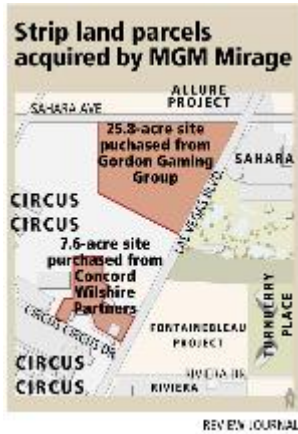 Strip land parcels
acquired by MGM Mirage
ALLURE
PROJECT
SAHARA AVE
25.8-acre site
puchased from
Gordon Gaming
Group
SAHARA
LAS VEGAS BLVD.
CIRCUS
CIRCUS
7.6-acre site
purchased from
Concord
Wilshire
Partners
CIRCUS CIRCUS DR
FONTAINEBLEAU
PROJECT
TURNBERRY
PLACE
CIRCUS
CIRCUS
RIVIERA DR.
RIVIERA
REVIEW-JOURNAL